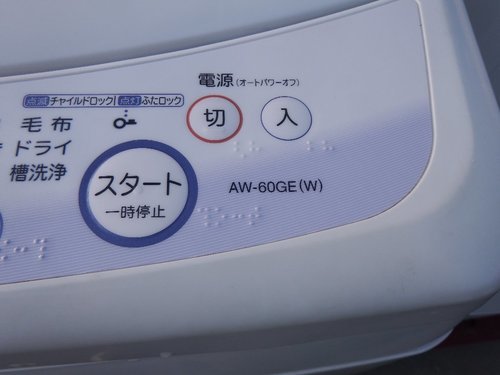 電源(オートパワーオフ)
点滅 チャイルドロック 点灯 ふたロック
切 入
毛布
ドライ
槽洗浄
スタート
一時停止
AW-60GE(W)